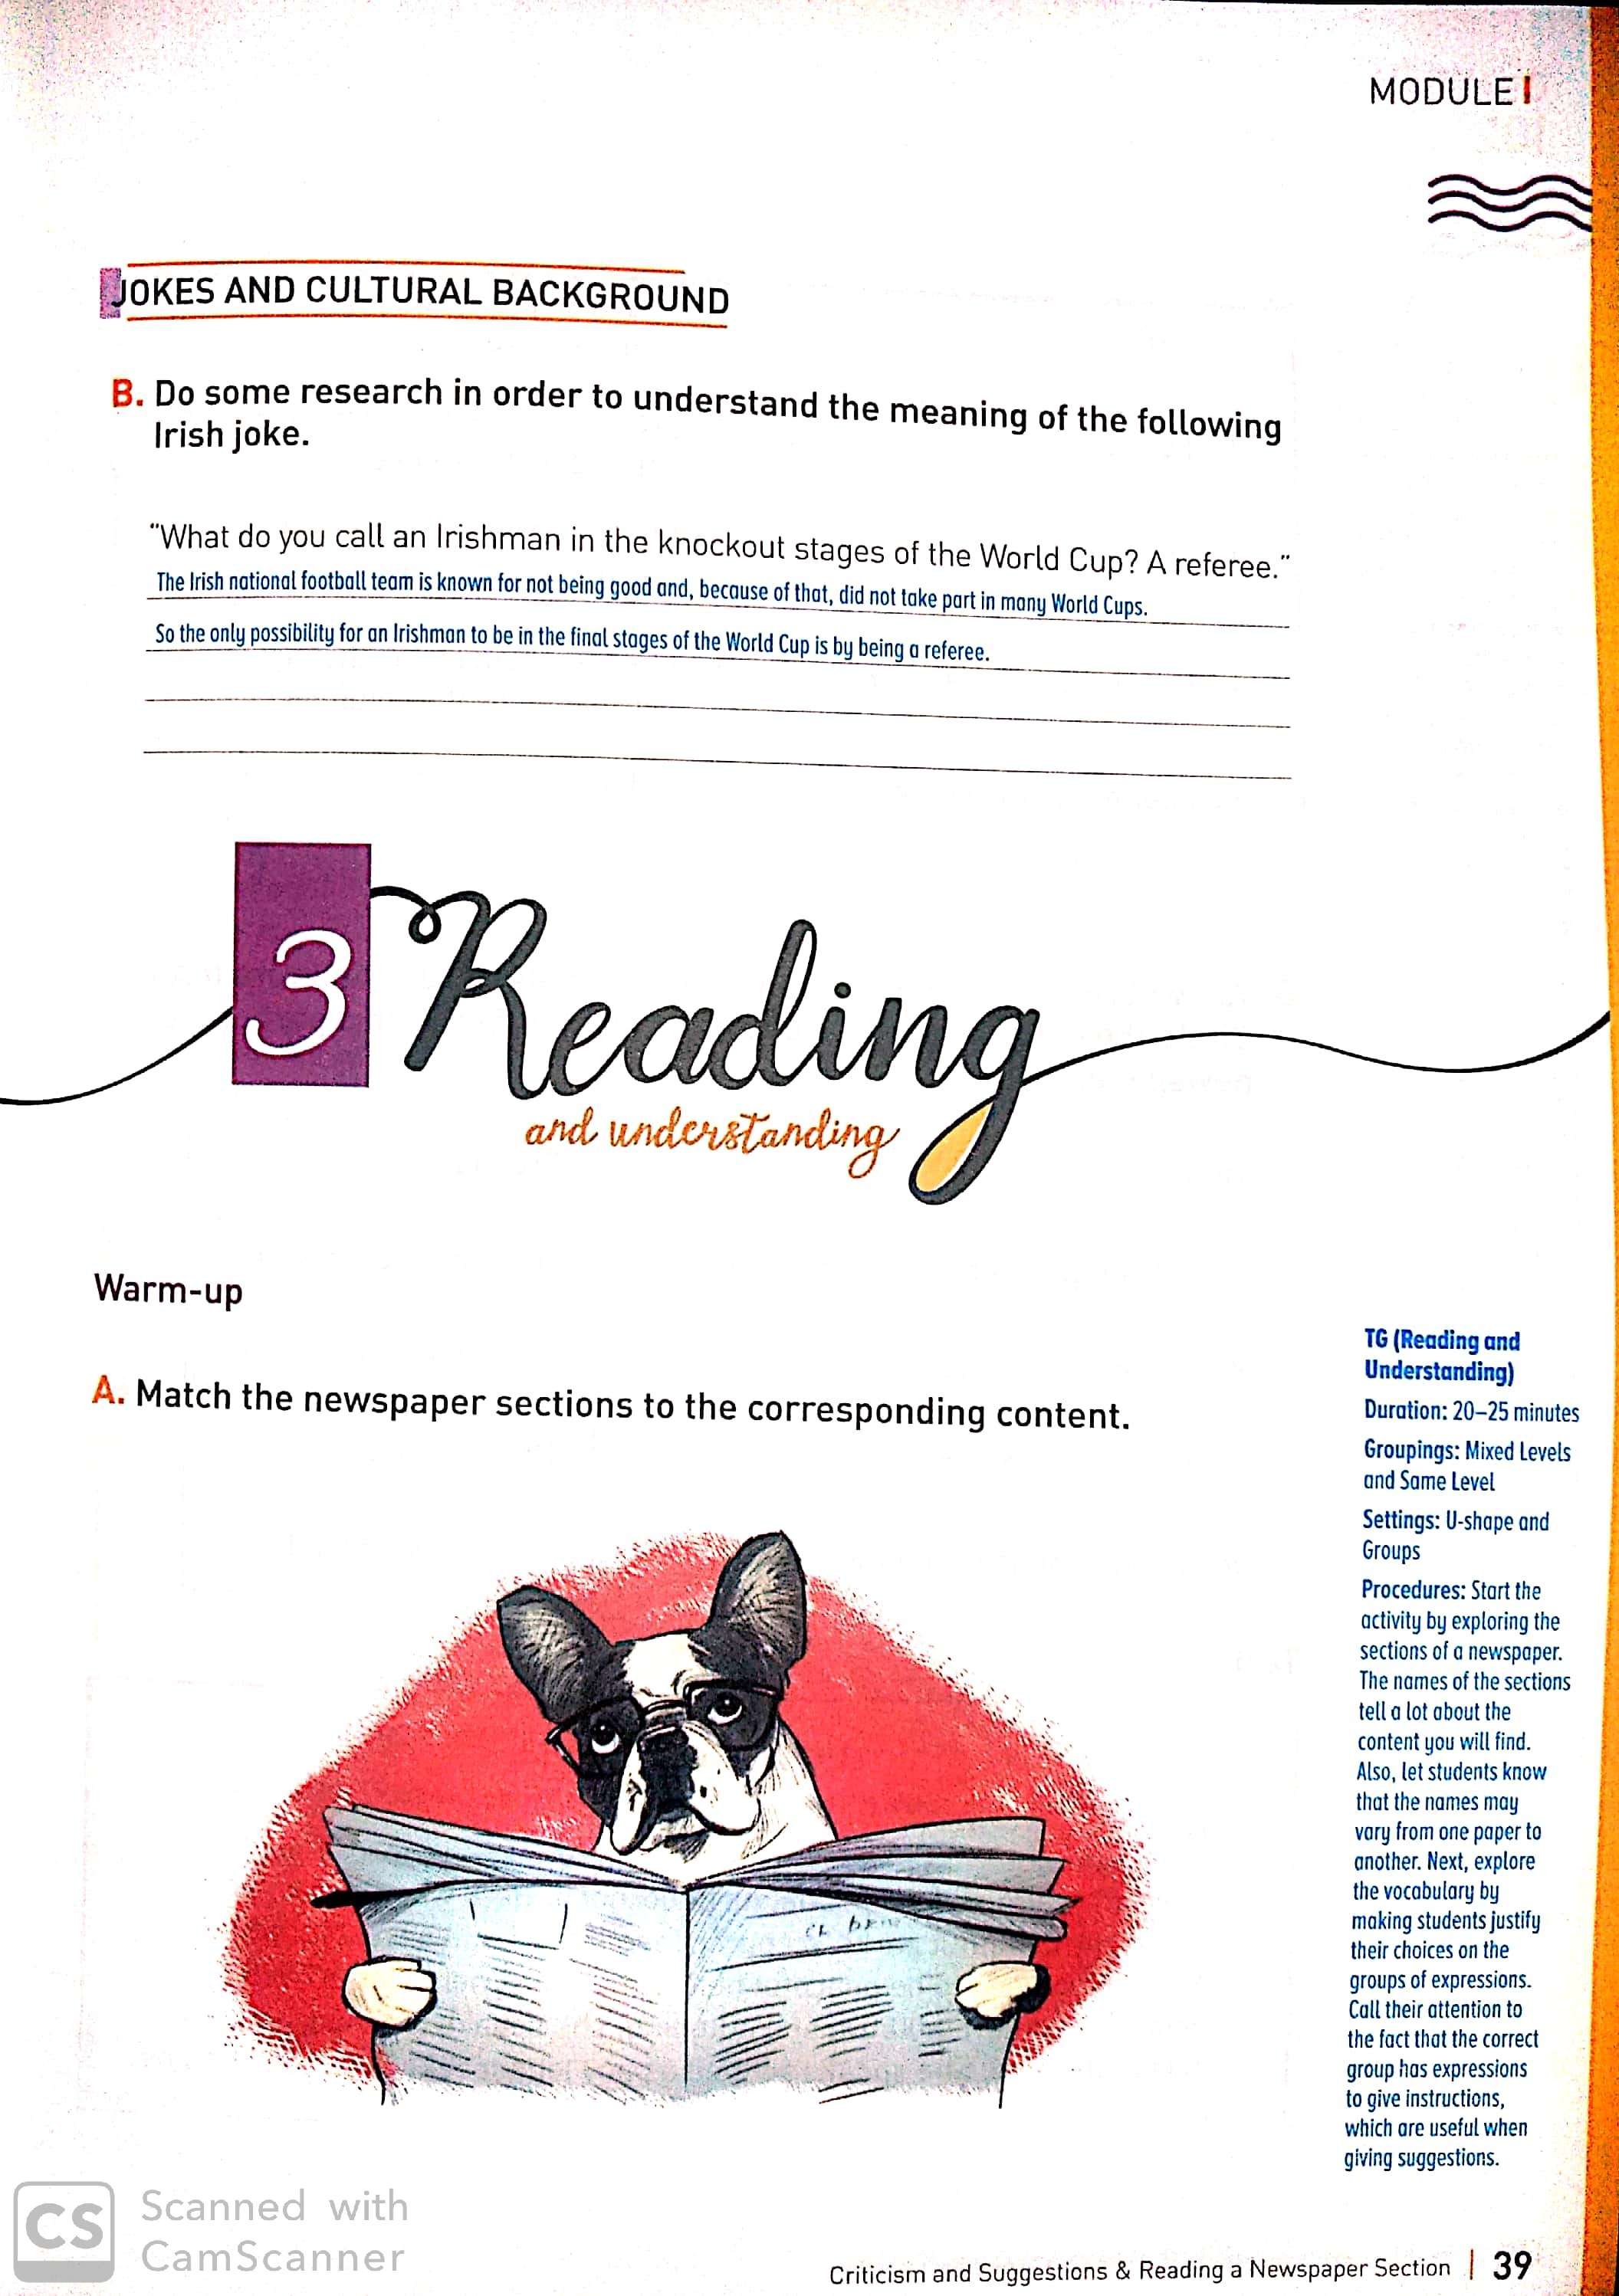 MODULE I
JOKES AND CULTURAL BACKGROUND
B. Do some research in order to understand the meaning of the following
Irish joke.
"What do you call an Irishman in the knockout stages of the World Cup? A referee."
The Irish national football team is known for not being good and, because of that, did not take part in many World Cups.
So the only possibility for an Irishman to be in the final stages of the World Cup is by being a referee.
3 Reading
and understanding
Warm-up
A. Match the newspaper sections to the corresponding content.
TG (Reading and
Understanding)
Duration: 20–25 minutes
Groupings: Mixed Levels
and Same Level
Settings: U-shape and
Groups
Procedures: Start the
activity by exploring the
sections of a newspaper.
The names of the sections
tell a lot about the
content you will find.
Also, let students know
that the names may
vary from one paper to
another. Next, explore
the vocabulary by
making students justify
their choices on the
groups of expressions.
Call their attention to
the fact that the correct
group has expressions
to give instructions,
which are useful when
giving suggestions.
CS Scanned with
CamScanner
Criticism and Suggestions & Reading a Newspaper Section | 39